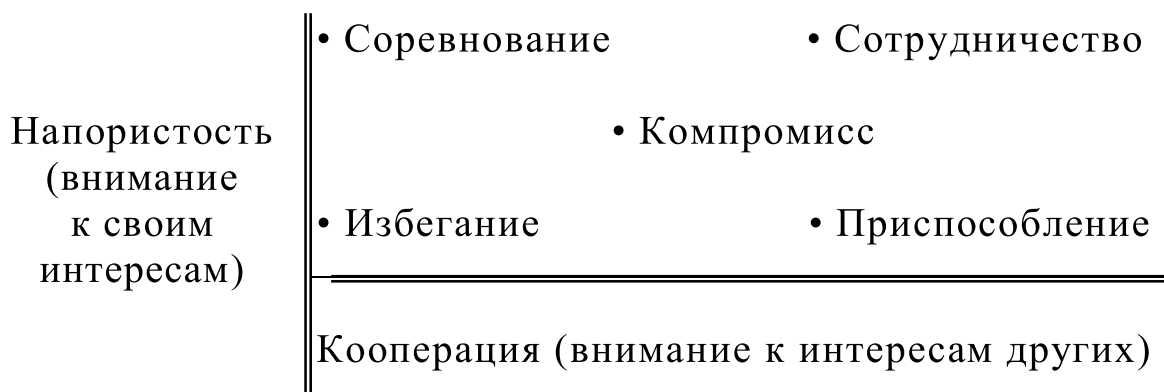 • Соревнование
• Сотрудничество
Напористость
(внимание
к своим
интересам)
• Компромисс
• Избегание
• Приспособление
Кооперация (внимание к интересам других)